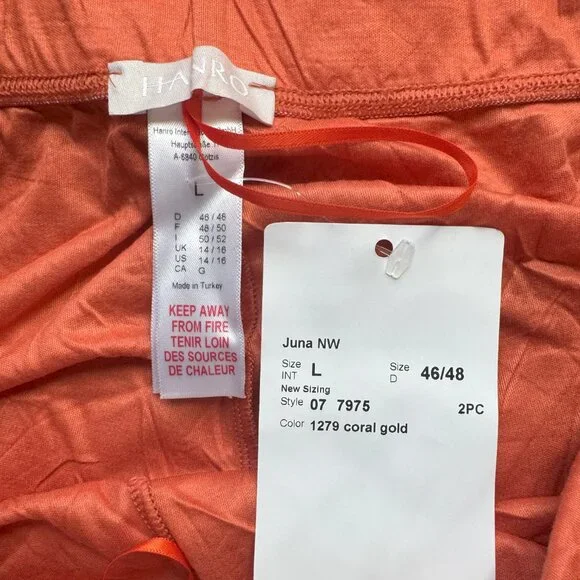 HANRO
Hanro
Hauptstraße
A-6840 Götzis
L
D 46/48
F 48/50
I 50/52
UK 14/16
US 14/16
CA G
Made in Turkey
KEEP AWAY
FROM FIRE
TENIR LOIN
DES SOURCES
DE CHALEUR
Juna NW
Size INT L Size D 46/48
New Sizing
Style 07 7975 2PC
Color 1279 coral gold